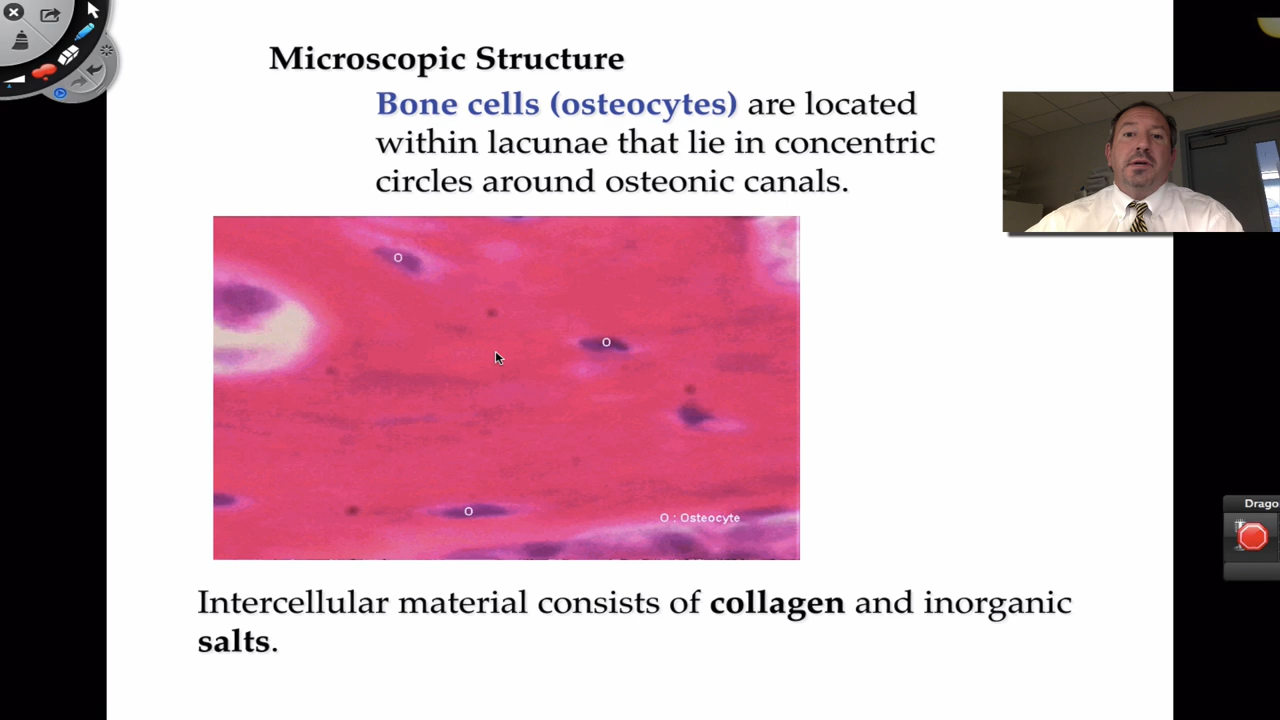 Microscopic Structure
Bone cells (osteocytes) are located
within lacunae that lie in concentric
circles around osteonic canals.
O
O
O
O : Osteocyte
Intercellular material consists of collagen and inorganic
salts.
Drago